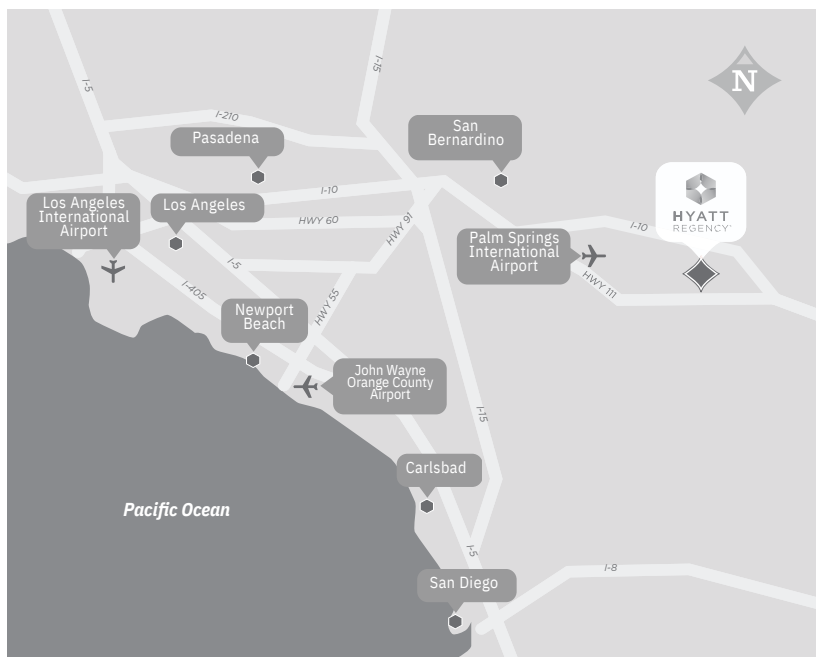 I-15
I-5
N
I-210
San
Bernardino
Pasadena
HYATT
REGENCY
I-10
Los Angeles
International
Airport
Los Angeles
HWY 60
HWY 91
I-10
Palm Springs
International
Airport
I-5
HWY 111
I-405
HWY 55
Newport
Beach
John Wayne
Orange County
Airport
I-15
Carlsbad
Pacific Ocean
I-5
I-8
San Diego